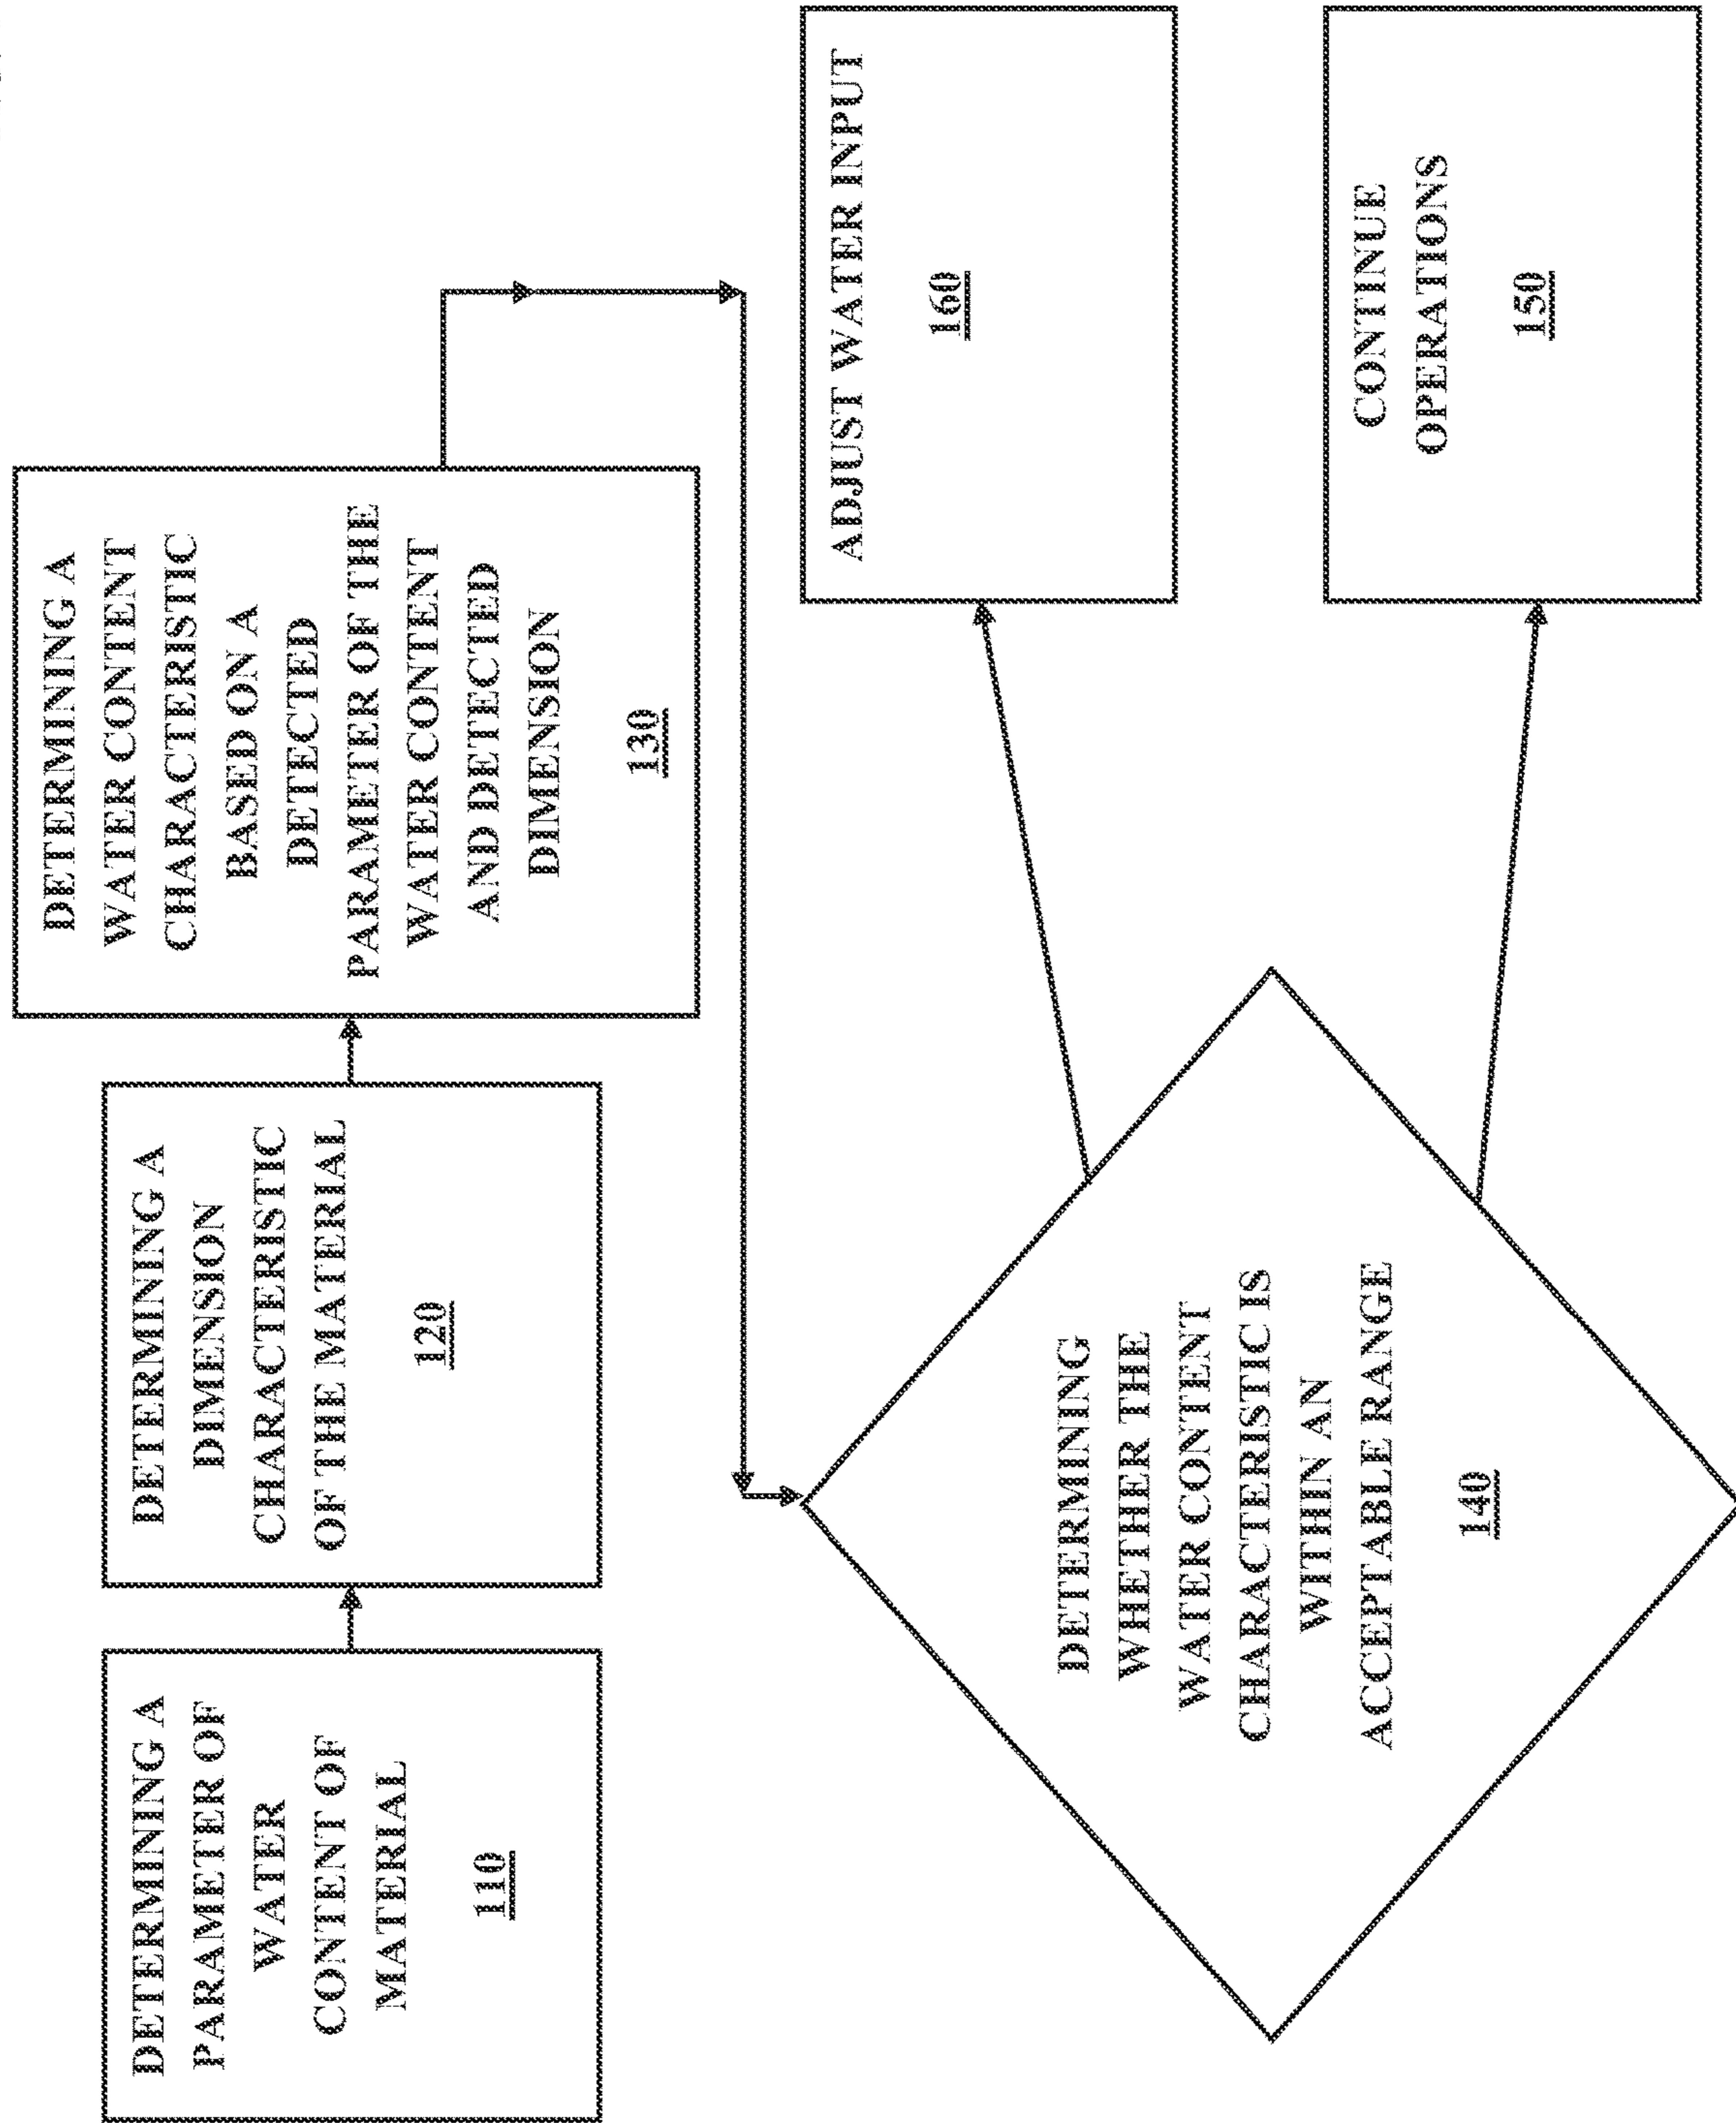 DETERMINING A
PARAMETER OF
WATER
CONTENT OF
MATERIAL
110
DETERMINING A
DIMENSION
CHARACTERISTIC
OF THE MATERIAL
120
DETERMINING A
WATER CONTENT
CHARACTERISTIC
BASED ON A
DETECTED
PARAMETER OF THE
WATER CONTENT
AND DETECTED
DIMENSION
130
DETERMINING
WHETHER THE
WATER CONTENT
CHARACTERISTIC IS
WITHIN AN
ACCEPTABLE RANGE
140
ADJUST WATER INPUT
160
CONTINUE
OPERATIONS
150